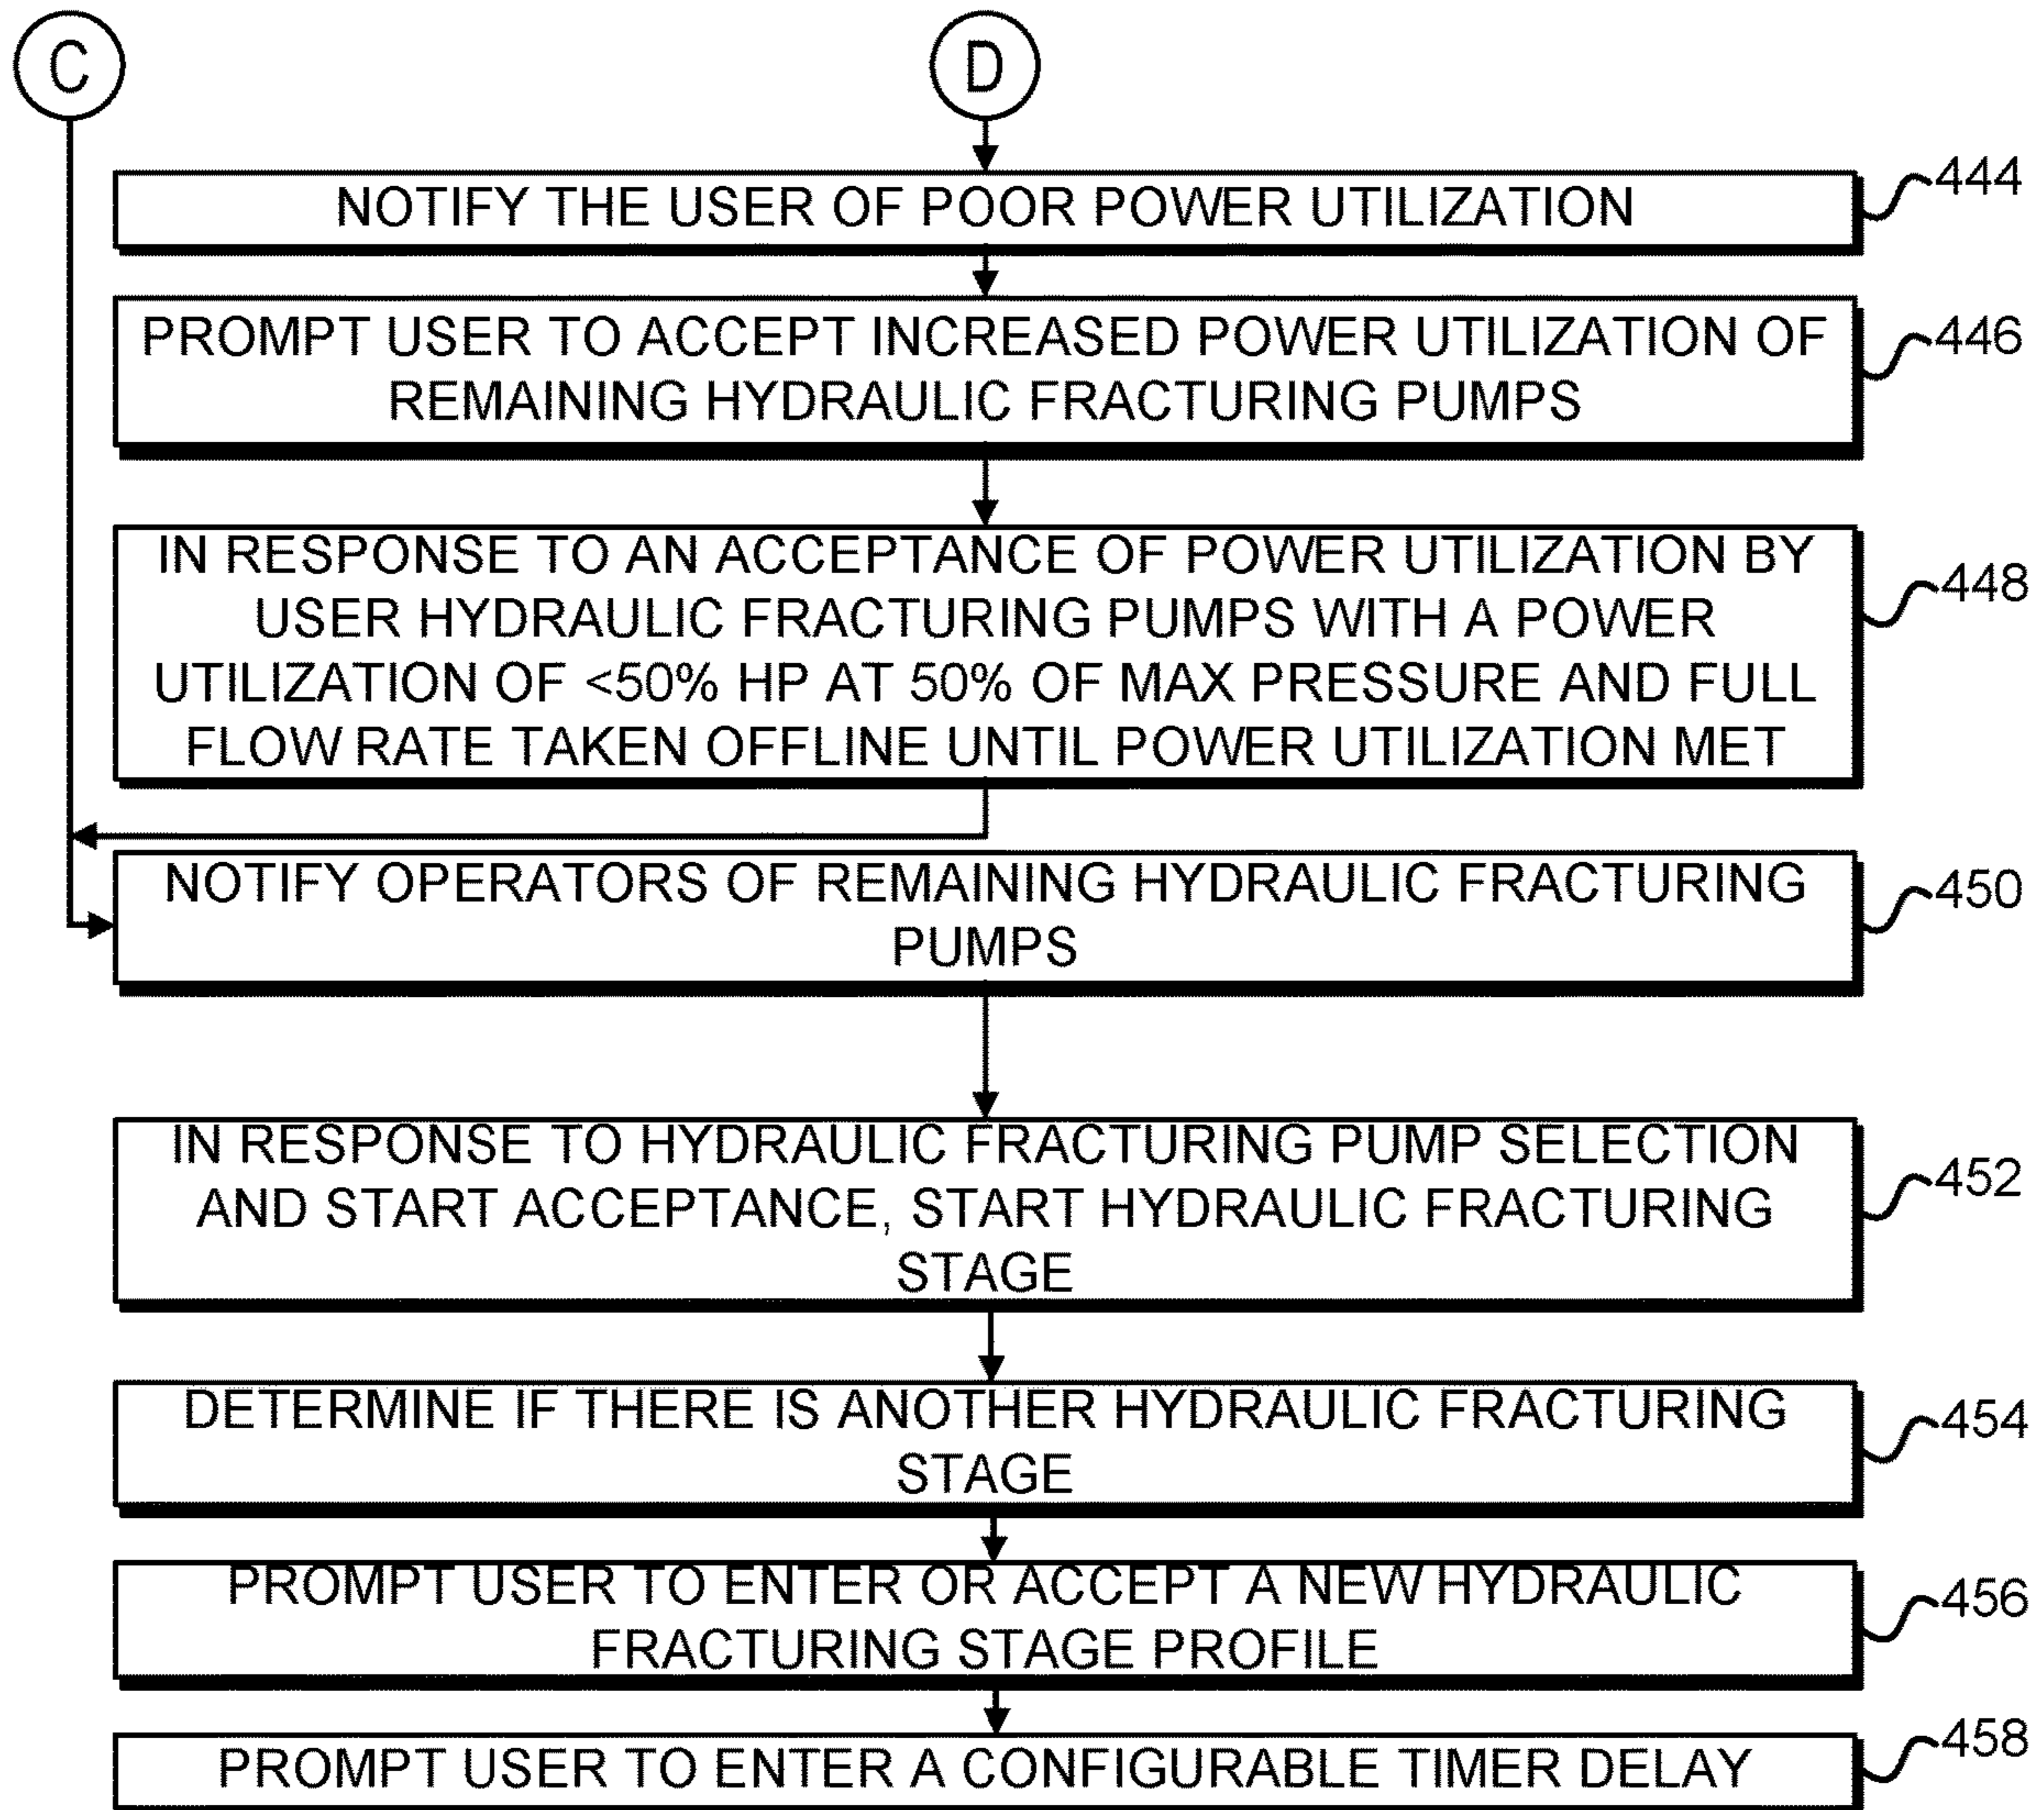 C
D
NOTIFY THE USER OF POOR POWER UTILIZATION
444
PROMPT USER TO ACCEPT INCREASED POWER UTILIZATION OF
REMAINING HYDRAULIC FRACTURING PUMPS
446
IN RESPONSE TO AN ACCEPTANCE OF POWER UTILIZATION BY
USER HYDRAULIC FRACTURING PUMPS WITH A POWER
UTILIZATION OF <50% HP AT 50% OF MAX PRESSURE AND FULL
FLOW RATE TAKEN OFFLINE UNTIL POWER UTILIZATION MET
448
NOTIFY OPERATORS OF REMAINING HYDRAULIC FRACTURING
PUMPS
450
IN RESPONSE TO HYDRAULIC FRACTURING PUMP SELECTION
AND START ACCEPTANCE, START HYDRAULIC FRACTURING
STAGE
452
DETERMINE IF THERE IS ANOTHER HYDRAULIC FRACTURING
STAGE
454
PROMPT USER TO ENTER OR ACCEPT A NEW HYDRAULIC
FRACTURING STAGE PROFILE
456
PROMPT USER TO ENTER A CONFIGURABLE TIMER DELAY
458